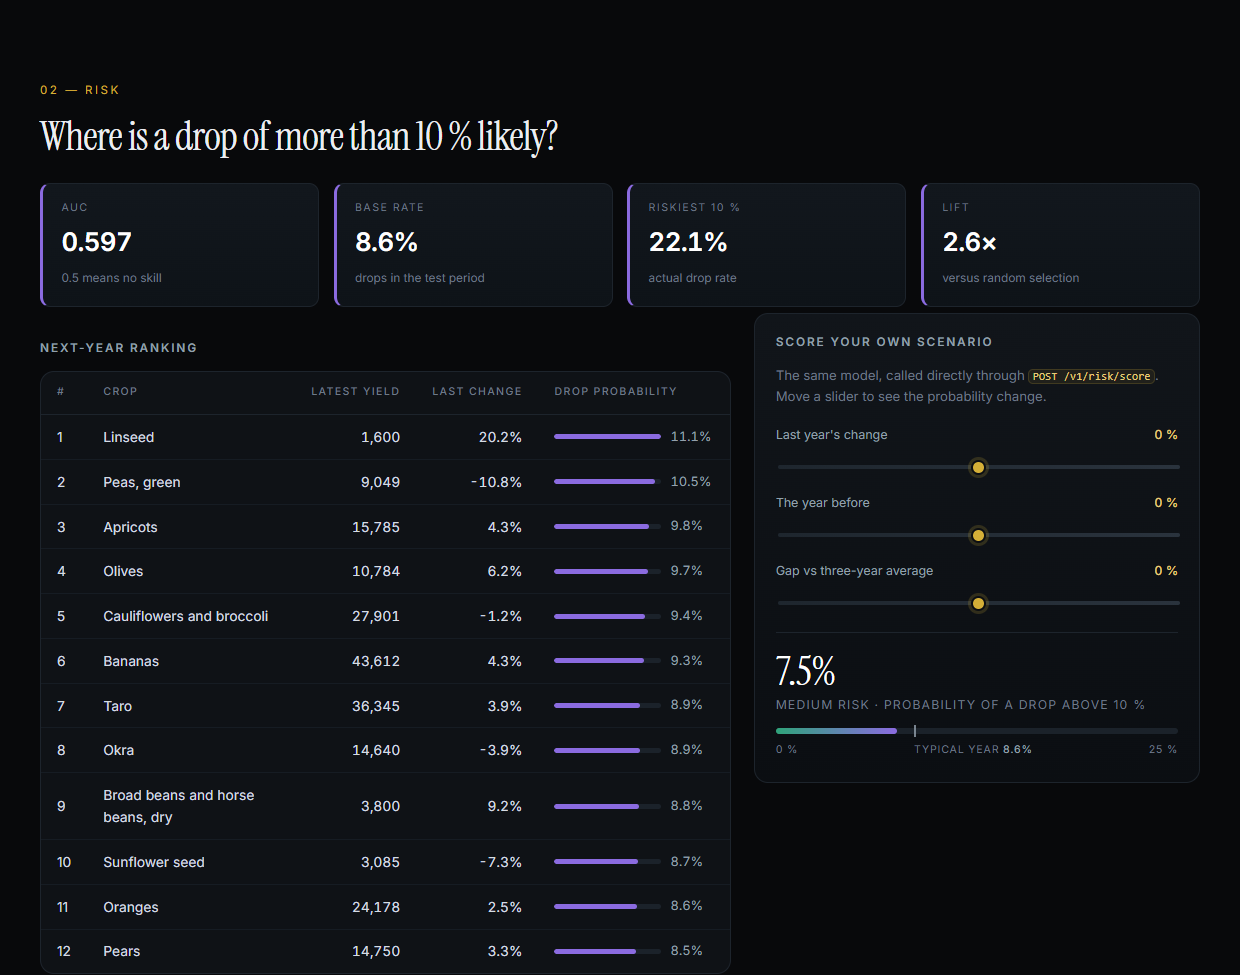 02 — RISK
Where is a drop of more than 10 % likely?
AUC
0.597
0.5 means no skill
BASE RATE
8.6%
drops in the test period
RISKIEST 10 %
22.1%
actual drop rate
LIFT
2.6×
versus random selection
NEXT-YEAR RANKING
# CROP LATEST YIELD LAST CHANGE DROP PROBABILITY
1 Linseed 1,600 20.2% 11.1%
2 Peas, green 9,049 -10.8% 10.5%
3 Apricots 15,785 4.3% 9.8%
4 Olives 10,784 6.2% 9.7%
5 Cauliflowers and broccoli 27,901 -1.2% 9.4%
6 Bananas 43,612 4.3% 9.3%
7 Taro 36,345 3.9% 8.9%
8 Okra 14,640 -3.9% 8.9%
9 Broad beans and horse beans, dry 3,800 9.2% 8.8%
10 Sunflower seed 3,085 -7.3% 8.7%
11 Oranges 24,178 2.5% 8.6%
12 Pears 14,750 3.3% 8.5%
SCORE YOUR OWN SCENARIO
The same model, called directly through POST /v1/risk/score.
Move a slider to see the probability change.
Last year's change 0 %
The year before 0 %
Gap vs three-year average 0 %
7.5%
MEDIUM RISK · PROBABILITY OF A DROP ABOVE 10 %
0 % TYPICAL YEAR 8.6% 25 %